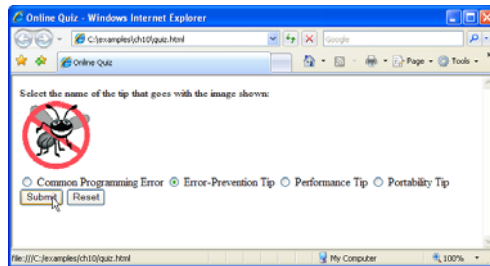 Online Quiz - Windows Internet Explorer
C:\examples\ch10\quiz.html
Google
Online Quiz
Page
Tools
Select the name of the tip that goes with the image shown:
Common Programming Error Error-Prevention Tip Performance Tip Portability Tip
Submit Reset
file:///C:/examples/ch10/quiz.html
My Computer
100%